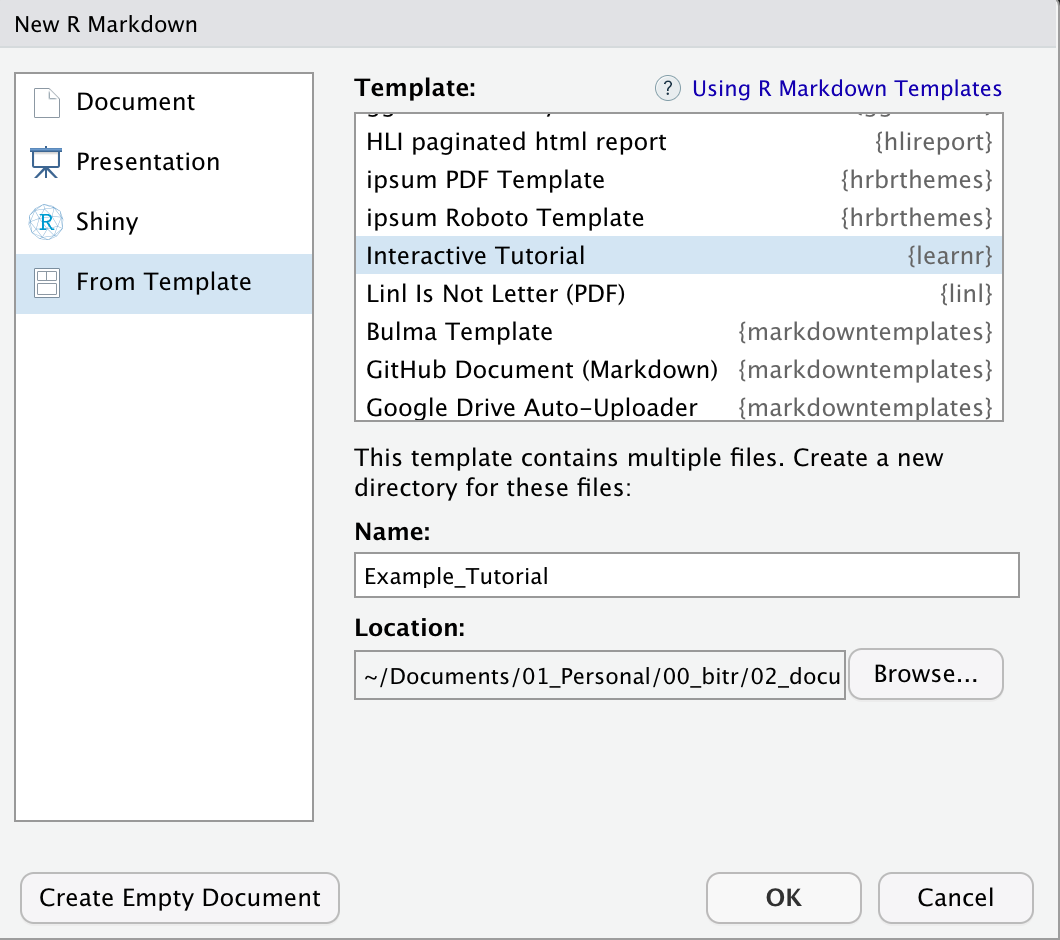 New R Markdown
Document
Presentation
Shiny
From Template
Template:
? Using R Markdown Templates
HLI paginated html report {hlireport}
ipsum PDF Template {hrbrthemes}
ipsum Roboto Template {hrbrthemes}
Interactive Tutorial {learnr}
Linl Is Not Letter (PDF) {linl}
Bulma Template {markdowntemplates}
GitHub Document (Markdown) {markdowntemplates}
Google Drive Auto-Uploader {markdowntemplates}
This template contains multiple files. Create a new
directory for these files:
Name:
Example_Tutorial
Location:
~/Documents/01_Personal/00_bitr/02_docu
Browse...
Create Empty Document
OK
Cancel